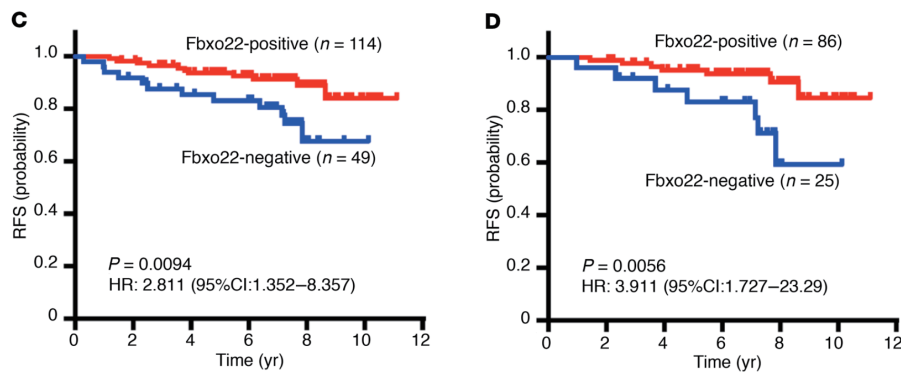 C
Fbxo22-positive (n = 114)
1.0
0.8
0.6
0.4
0.2
0
RFS (probability)
Fbxo22-negative (n = 49)
P = 0.0094
HR: 2.811 (95%CI:1.352–8.357)
0 2 4 6 8 10 12
Time (yr)
D
Fbxo22-positive (n = 86)
1.0
0.8
0.6
0.4
0.2
0
RFS (probability)
Fbxo22-negative (n = 25)
P = 0.0056
HR: 3.911 (95%CI:1.727–23.29)
0 2 4 6 8 10 12
Time (yr)